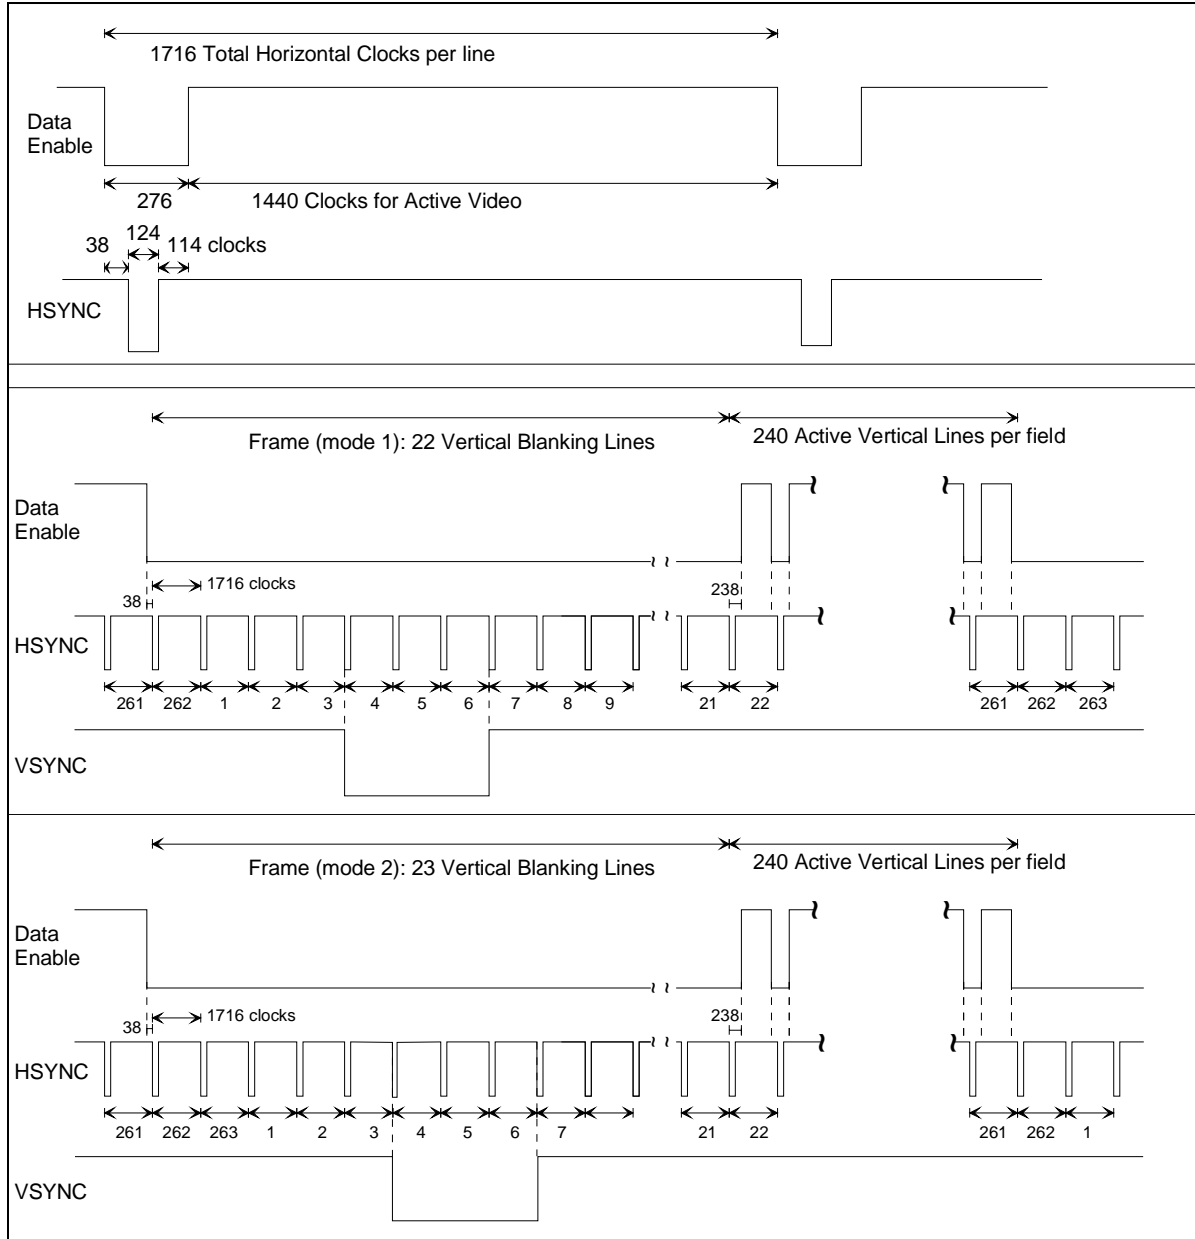 1716 Total Horizontal Clocks per line
Data
Enable
276
1440 Clocks for Active Video
124
38
114 clocks
HSYNC
Frame (mode 1): 22 Vertical Blanking Lines
240 Active Vertical Lines per field
Data
Enable
1716 clocks
38
238
HSYNC
261 262 1 2 3 4 5 6 7 8 9 21 22 261 262 263
VSYNC
Frame (mode 2): 23 Vertical Blanking Lines
240 Active Vertical Lines per field
Data
Enable
1716 clocks
38
238
HSYNC
261 262 263 1 2 3 4 5 6 7 21 22 261 262 1
VSYNC